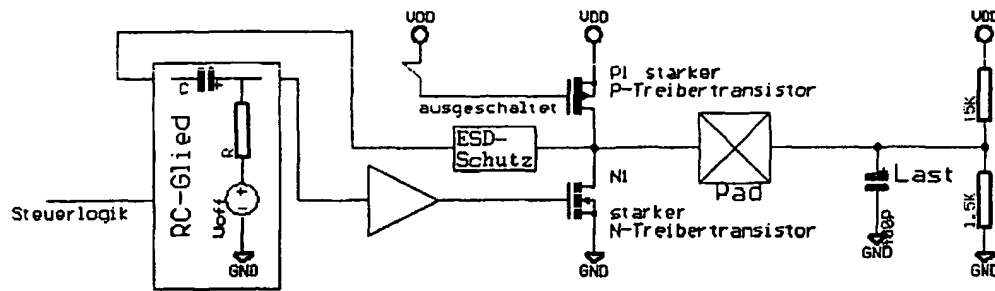 VDD
VDD
VDD
C
+
RC-Glied
R
Uoff
+
-
GND
Steuerlogik
ausgeschaltet
P1 starker
P-Treibertransistor
ESD-
Schutz
N1
starker
N-Treibertransistor
GND
Pad
Last
GND
15K
1.5K
GND